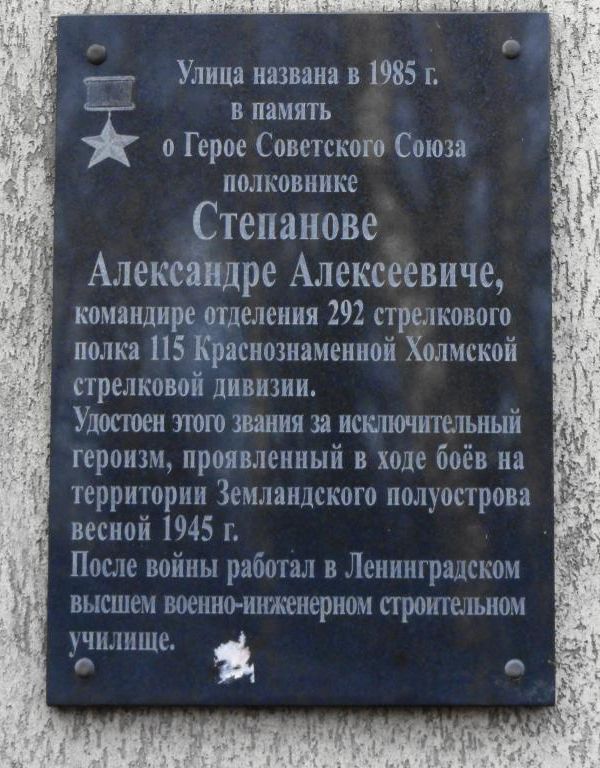 Улица названа в 1985 г.
в память
о Герое Советского Союза
полковнике
Степанове
Александре Алексеевиче,
командире отделения 292 стрелкового
полка 115 Краснознаменной Холмской
стрелковой дивизии.
Удостоен этого звания за исключительный
героизм, проявленный в ходе боёв на
территории Земландского полуострова
весной 1945 г.
После войны работал в Ленинградском
высшем военно-инженерном строительном
училище.